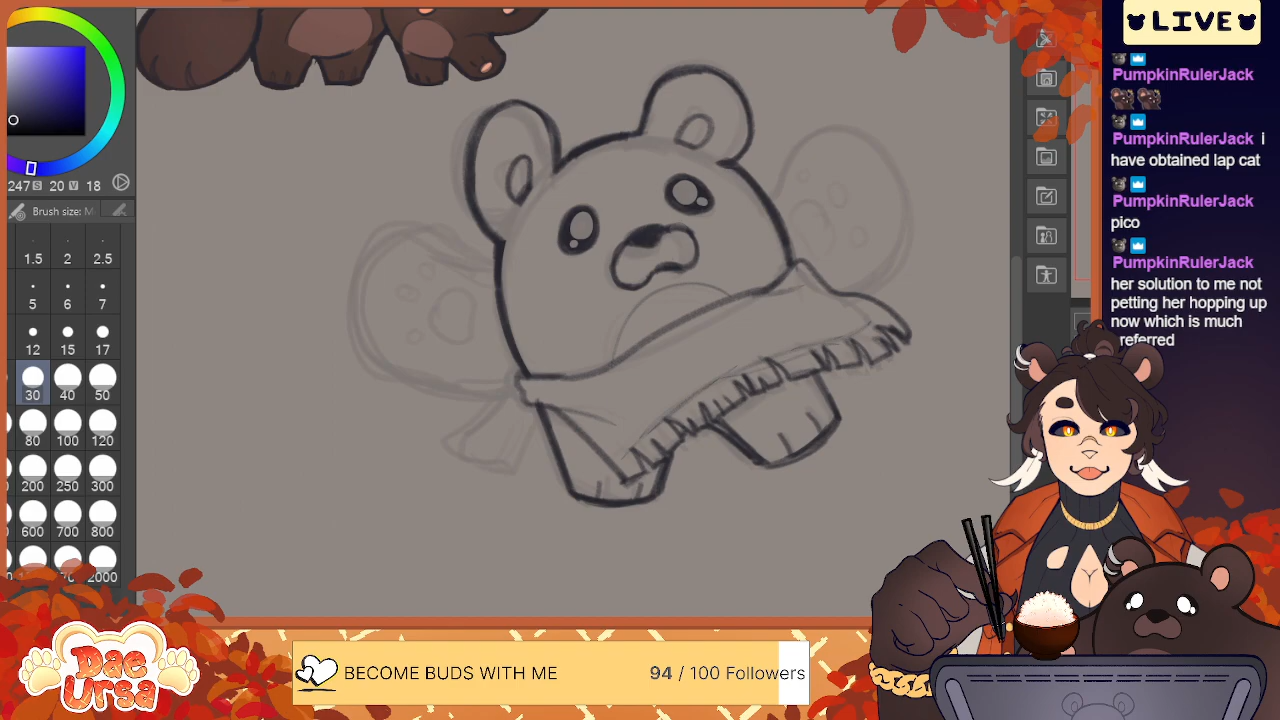 LIVE
PumpkinRulerJack
PumpkinRulerJack i
have obtained lap cat
PumpkinRulerJack
pico
PumpkinRulerJack
her solution to me not
petting her hopping up
now which is much
referred
247 S 20 V 18
Brush size: M
1.5 2 2.5
5 6 7
12 15 17
30 40 50
80 100 120
200 250 300
600 700 800
2000
Dae
Ursa
BECOME BUDS WITH ME 94 / 100 Followers